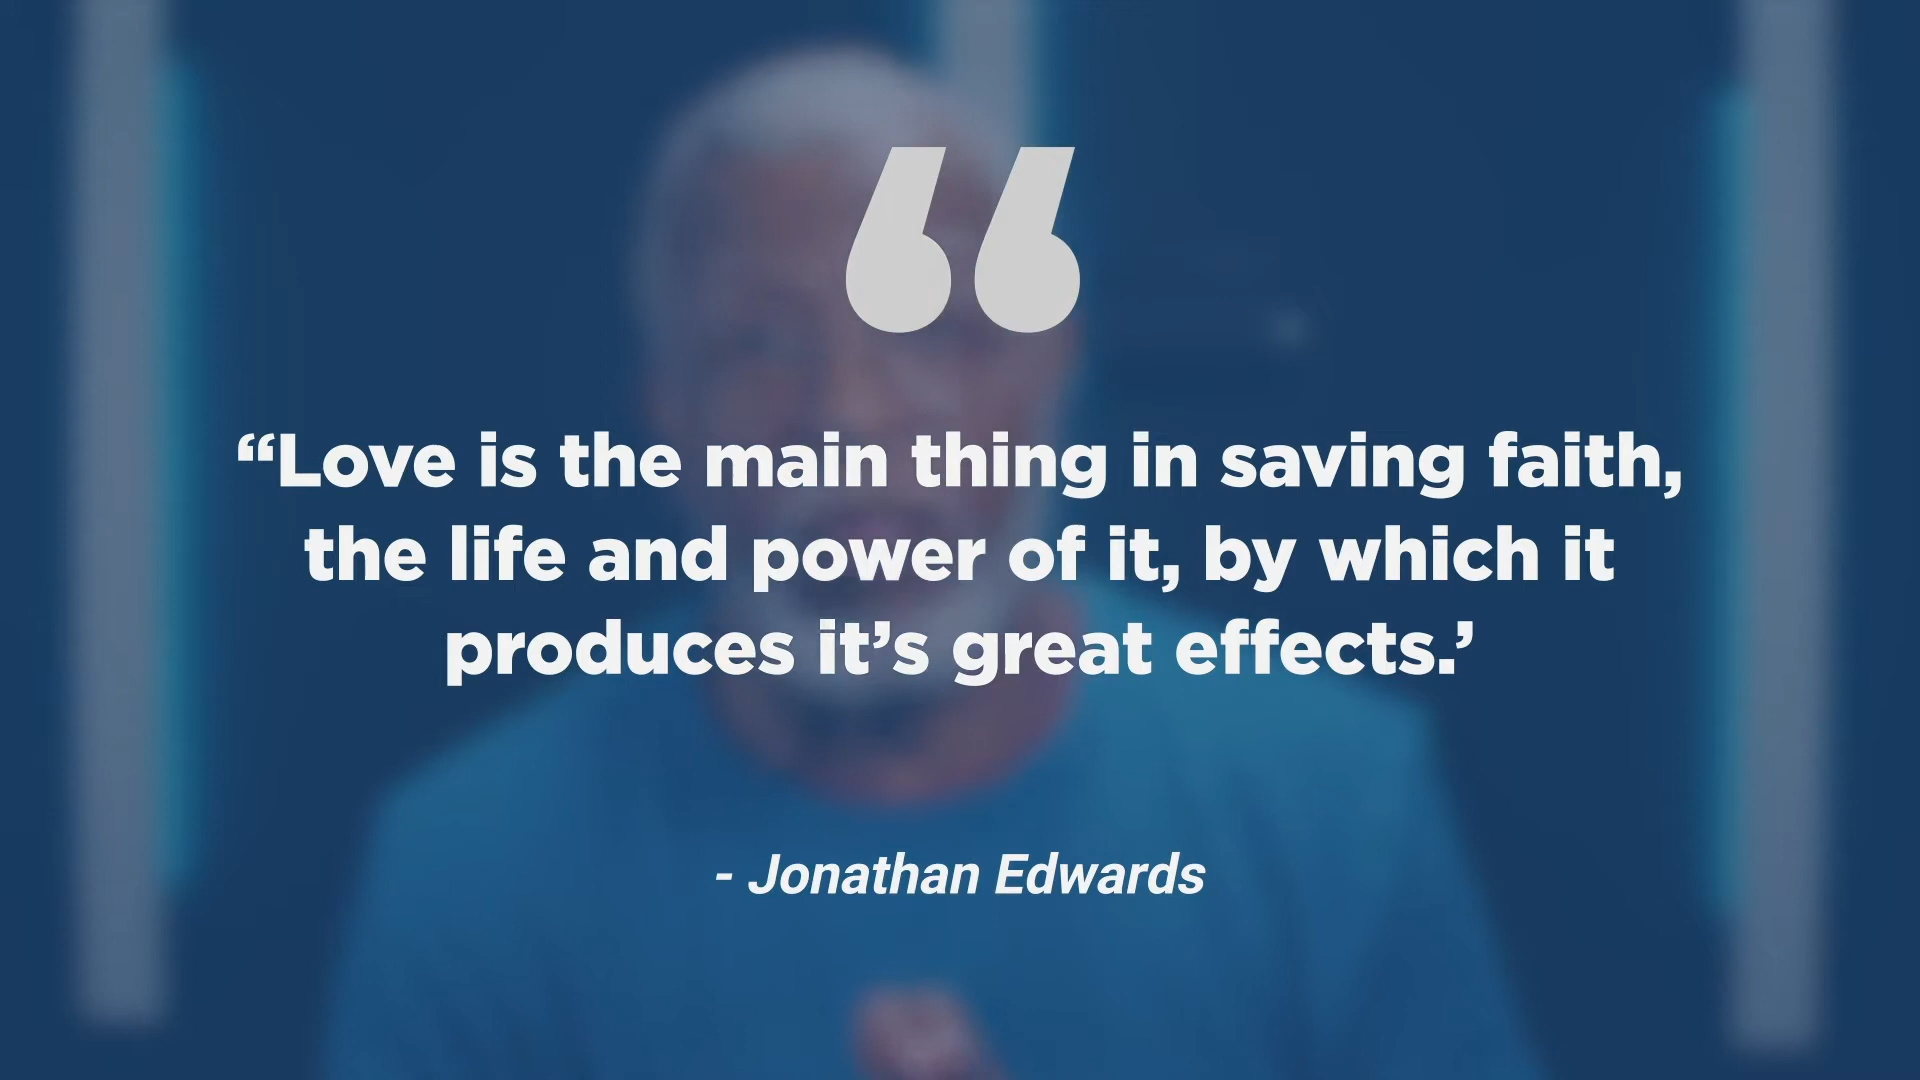 “
“Love is the main thing in saving faith,
the life and power of it, by which it
produces it’s great effects.’
- Jonathan Edwards